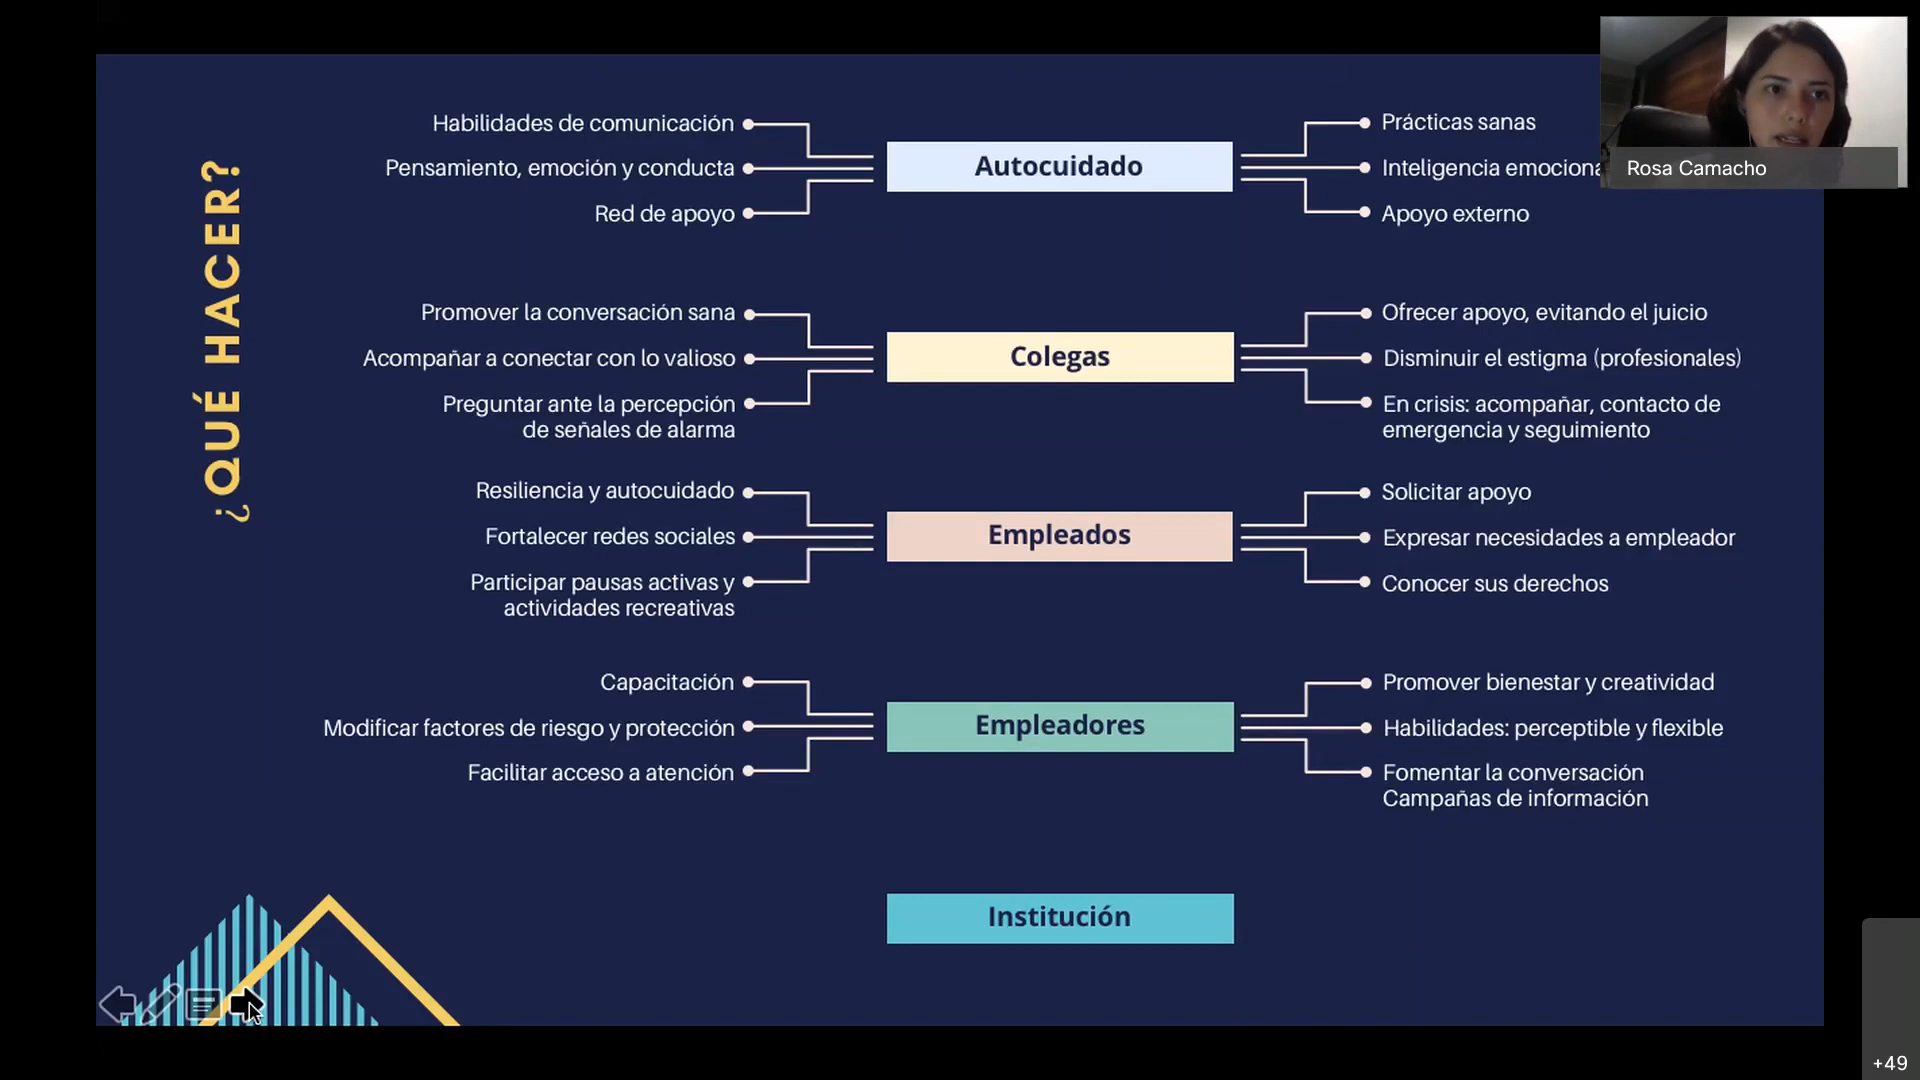 ¿QUÉ HACER?
Habilidades de comunicación
Pensamiento, emoción y conducta
Red de apoyo
Autocuidado
Prácticas sanas
Inteligencia emociona
Apoyo externo
Rosa Camacho
Promover la conversación sana
Acompañar a conectar con lo valioso
Preguntar ante la percepción
de señales de alarma
Colegas
Ofrecer apoyo, evitando el juicio
Disminuir el estigma (profesionales)
En crisis: acompañar, contacto de
emergencia y seguimiento
Resiliencia y autocuidado
Fortalecer redes sociales
Participar pausas activas y
actividades recreativas
Empleados
Solicitar apoyo
Expresar necesidades a empleador
Conocer sus derechos
Capacitación
Modificar factores de riesgo y protección
Facilitar acceso a atención
Empleadores
Promover bienestar y creatividad
Habilidades: perceptible y flexible
Fomentar la conversación
Campañas de información
Institución
+49